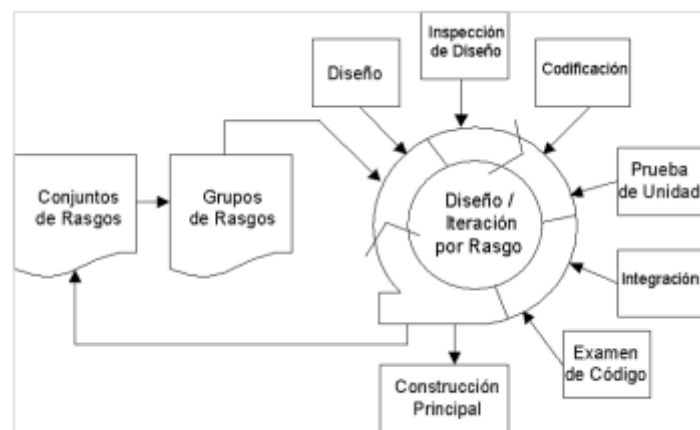 Inspección
de Diseño
Diseño
Codificación
Conjuntos
de Rasgos
Grupos
de Rasgos
Diseño /
Iteración
por Rasgo
Prueba
de Unidad
Integración
Examen
de Código
Construcción
Principal